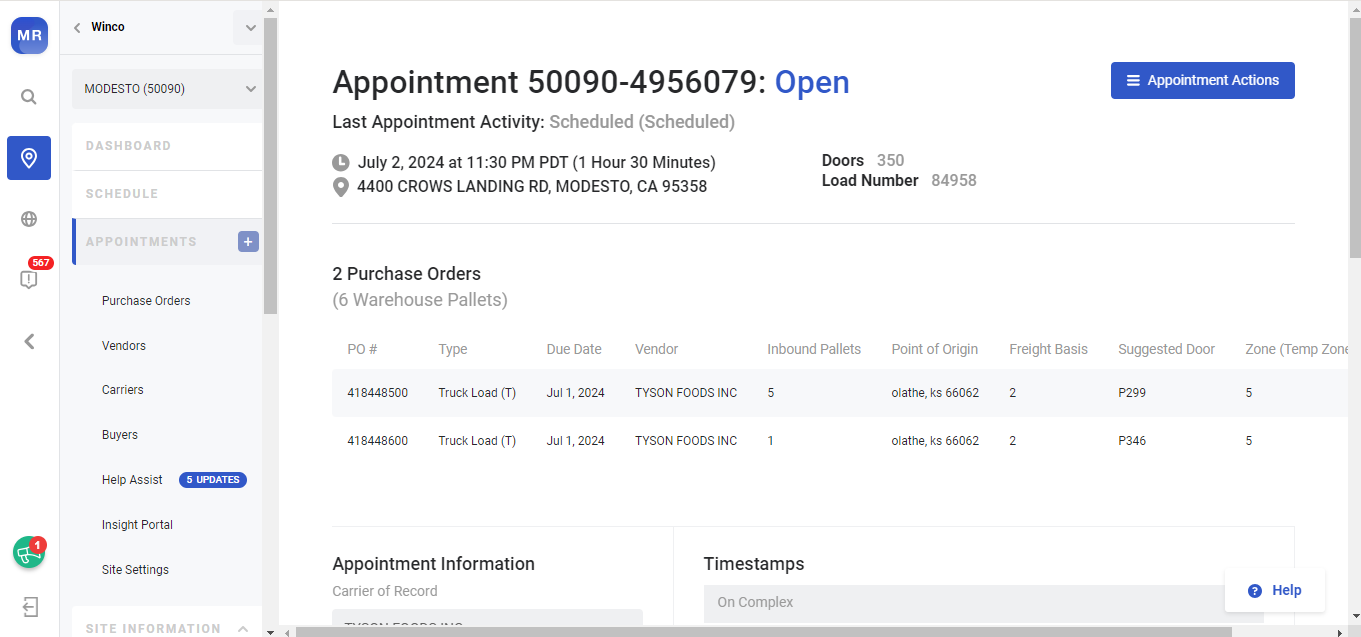 MR
Winco
MODESTO (50090)
DASHBOARD
SCHEDULE
APPOINTMENTS
+
567
Purchase Orders
Vendors
Carriers
Buyers
Help Assist 5 UPDATES
Insight Portal
Site Settings
1
SITE INFORMATION
Appointment 50090-4956079: Open
Appointment Actions
Last Appointment Activity: Scheduled (Scheduled)
July 2, 2024 at 11:30 PM PDT (1 Hour 30 Minutes)
4400 CROWS LANDING RD, MODESTO, CA 95358
Doors 350
Load Number 84958
2 Purchase Orders
(6 Warehouse Pallets)
PO # Type Due Date Vendor Inbound Pallets Point of Origin Freight Basis Suggested Door Zone (Temp Zone
418448500 Truck Load (T) Jul 1, 2024 TYSON FOODS INC 5 olathe, ks 66062 2 P299 5
418448600 Truck Load (T) Jul 1, 2024 TYSON FOODS INC 1 olathe, ks 66062 2 P346 5
Appointment Information
Carrier of Record
TYSON FOODS INC
Timestamps
On Complex
Help